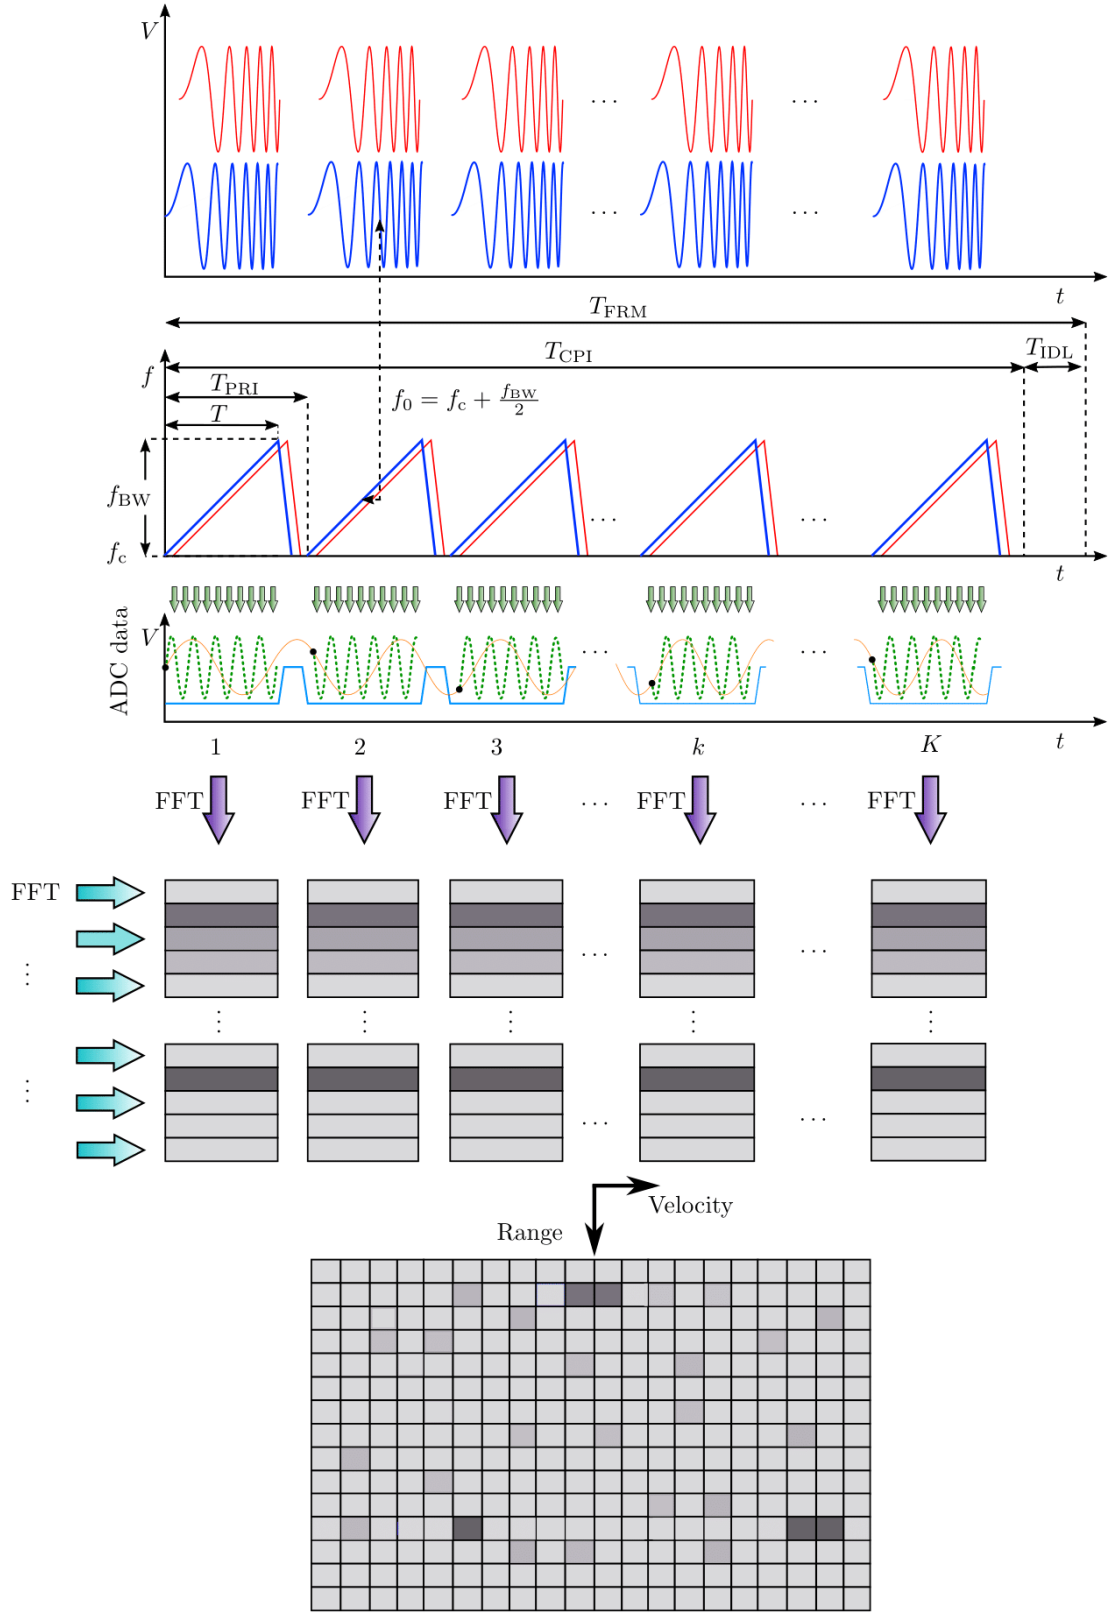 V
... ...
... ...
t
T_FRM
T_CPI
T_IDL
f
T_PRI
f_0 = f_c + f_BW/2
T
f_BW
... ...
f_c
t
ADC data
V
... ...
1 2 3 k K
t
FFT FFT FFT ... FFT ... FFT
FFT
... ...
⋮
⋮ ⋮ ⋮ ⋮ ⋮
⋮
... ...
Velocity
Range